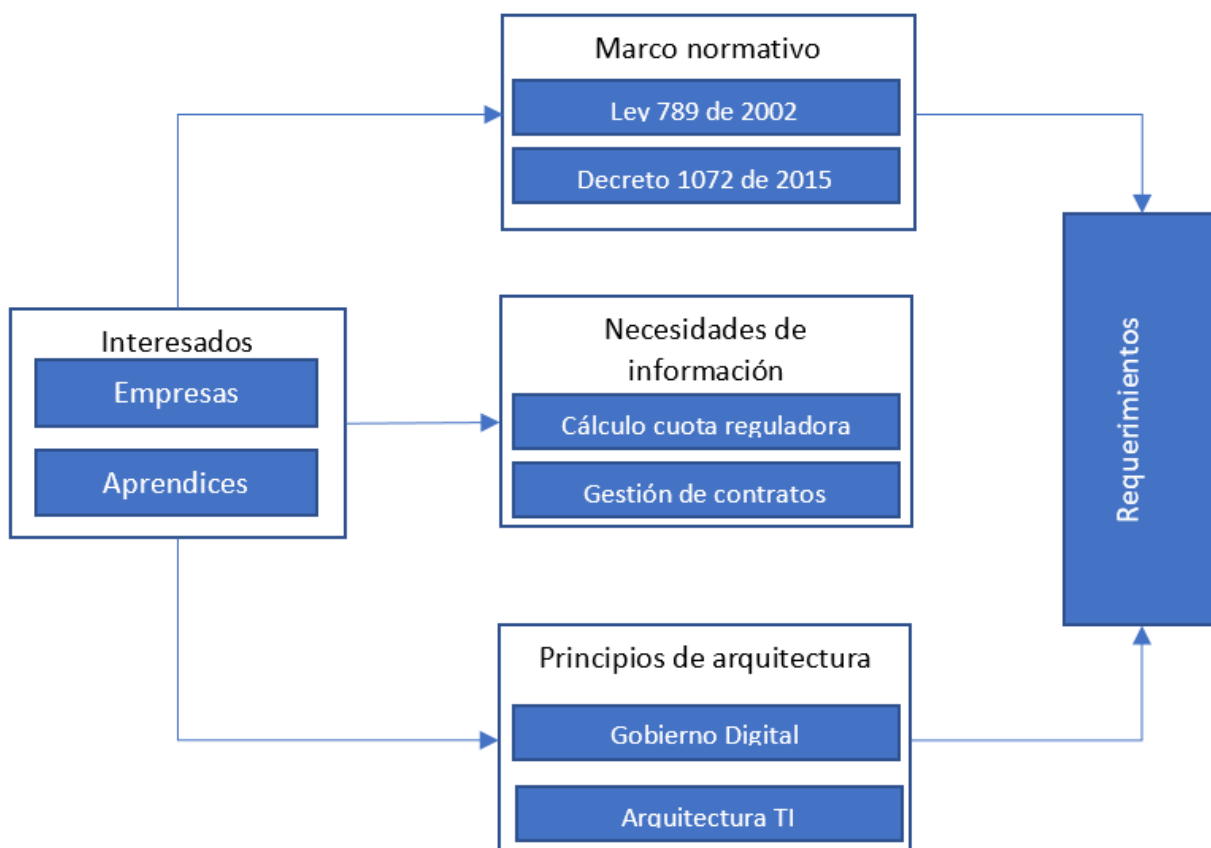 Marco normativo
Ley 789 de 2002
Decreto 1072 de 2015
Interesados
Empresas
Aprendices
Necesidades de
información
Cálculo cuota reguladora
Gestión de contratos
Principios de arquitectura
Gobierno Digital
Arquitectura TI
Requerimientos